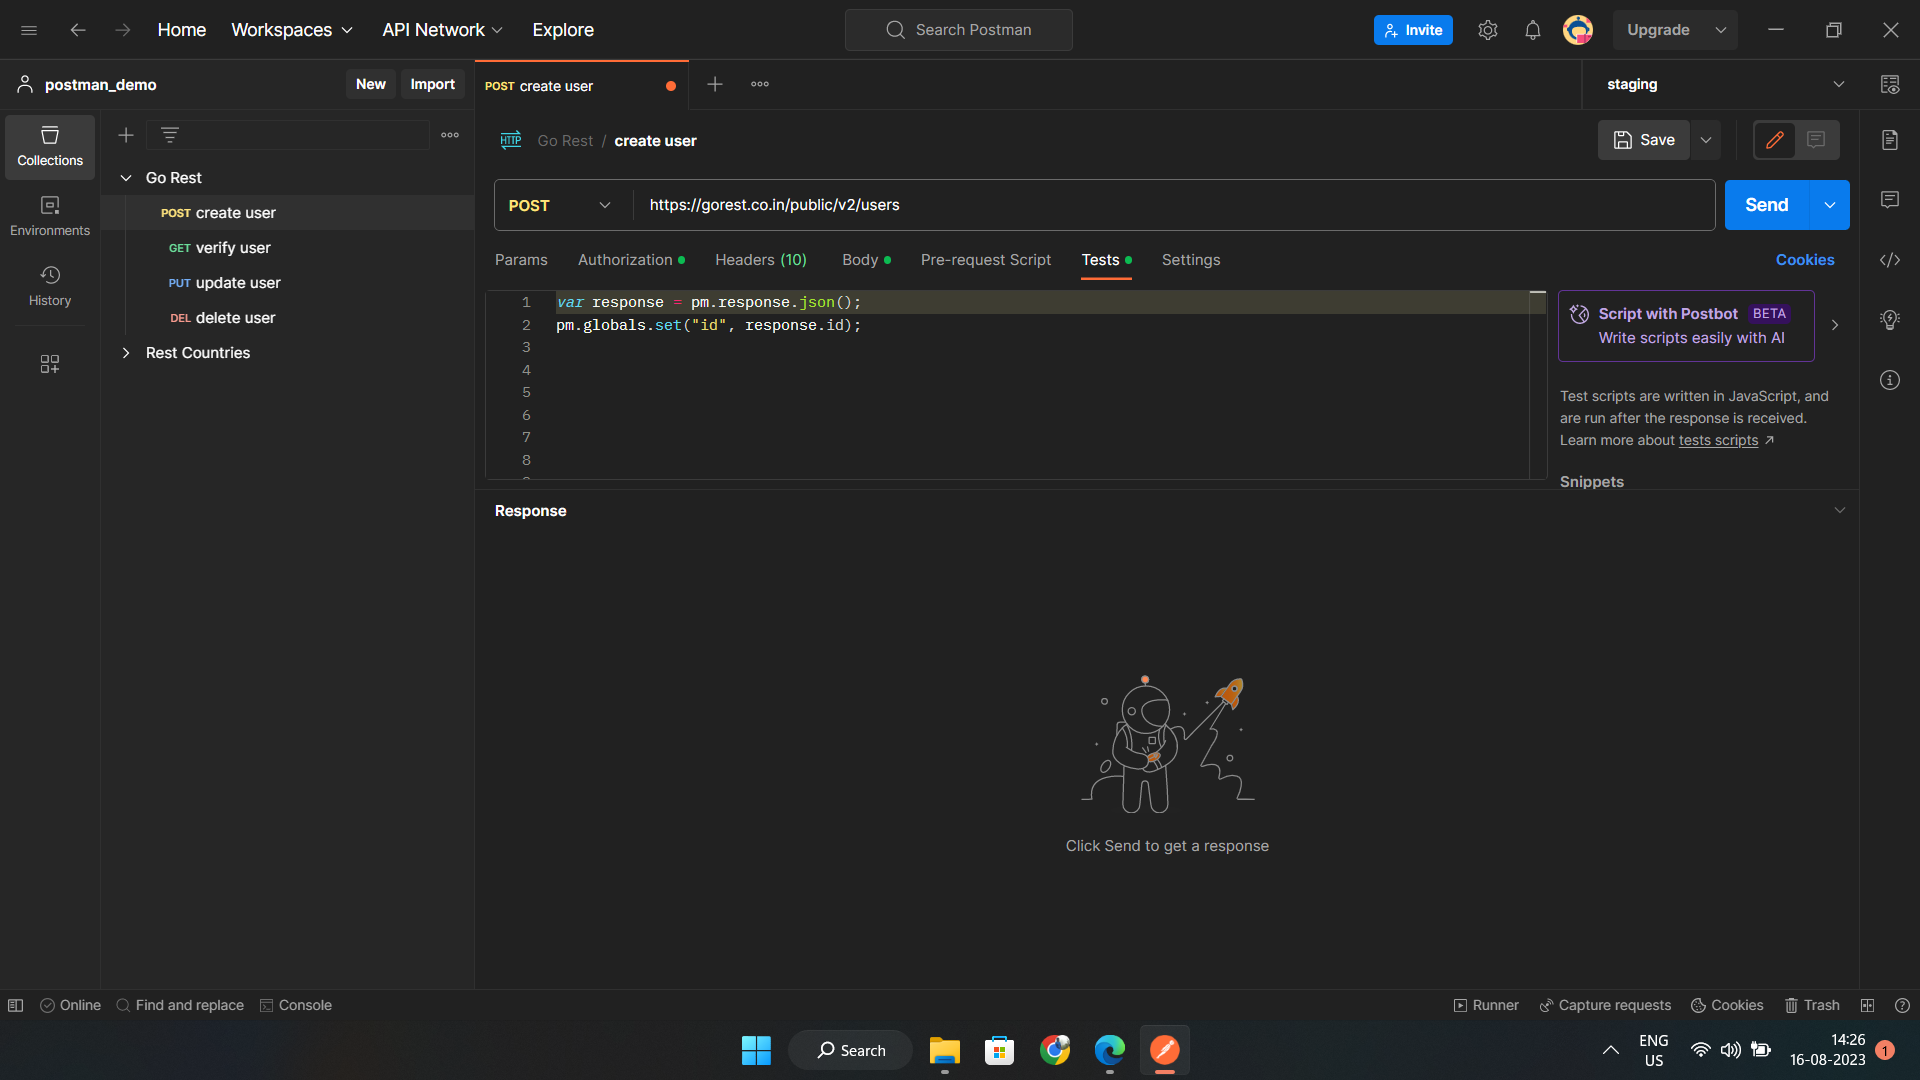 Home Workspaces API Network Explore Search Postman Invite Upgrade
postman_demo New Import POST create user staging
Collections
Environments
History
Go Rest
POST create user
GET verify user
PUT update user
DEL delete user
Rest Countries
HTTP Go Rest / create user Save
POST https://gorest.co.in/public/v2/users Send
Params Authorization Headers (10) Body Pre-request Script Tests Settings Cookies
1 var response = pm.response.json();
2 pm.globals.set("id", response.id);
3
4
5
6
7
8
Script with Postbot BETA
Write scripts easily with AI
Test scripts are written in JavaScript, and
are run after the response is received.
Learn more about tests scripts
Snippets
Response
Click Send to get a response
Online Find and replace Console Runner Capture requests Cookies Trash
Search
ENG
US
14:26
16-08-2023
1